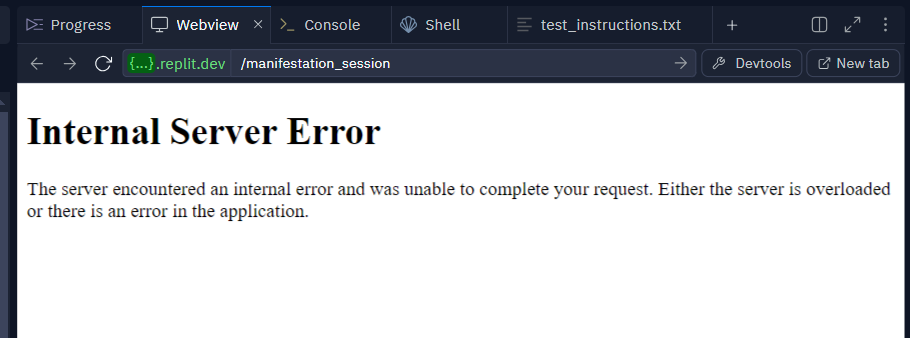 Progress Webview Console Shell test_instructions.txt
{...}.replit.dev /manifestation_session Devtools New tab
Internal Server Error
The server encountered an internal error and was unable to complete your request. Either the server is overloaded
or there is an error in the application.